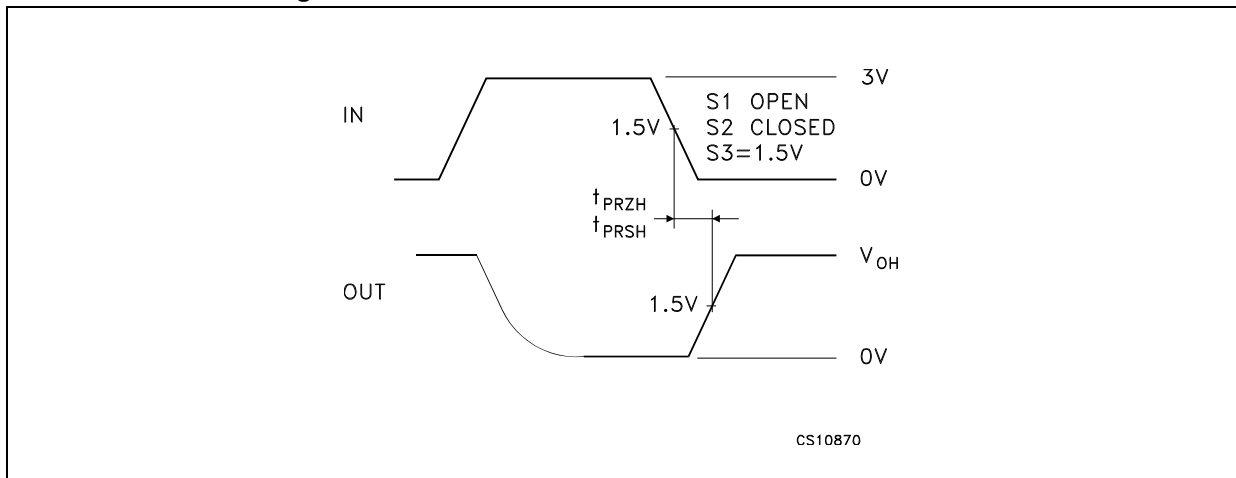 IN
3V
S1 OPEN
S2 CLOSED
S3=1.5V
1.5V
0V
tPRZH
tPRSH
OUT
VOH
1.5V
0V
CS10870